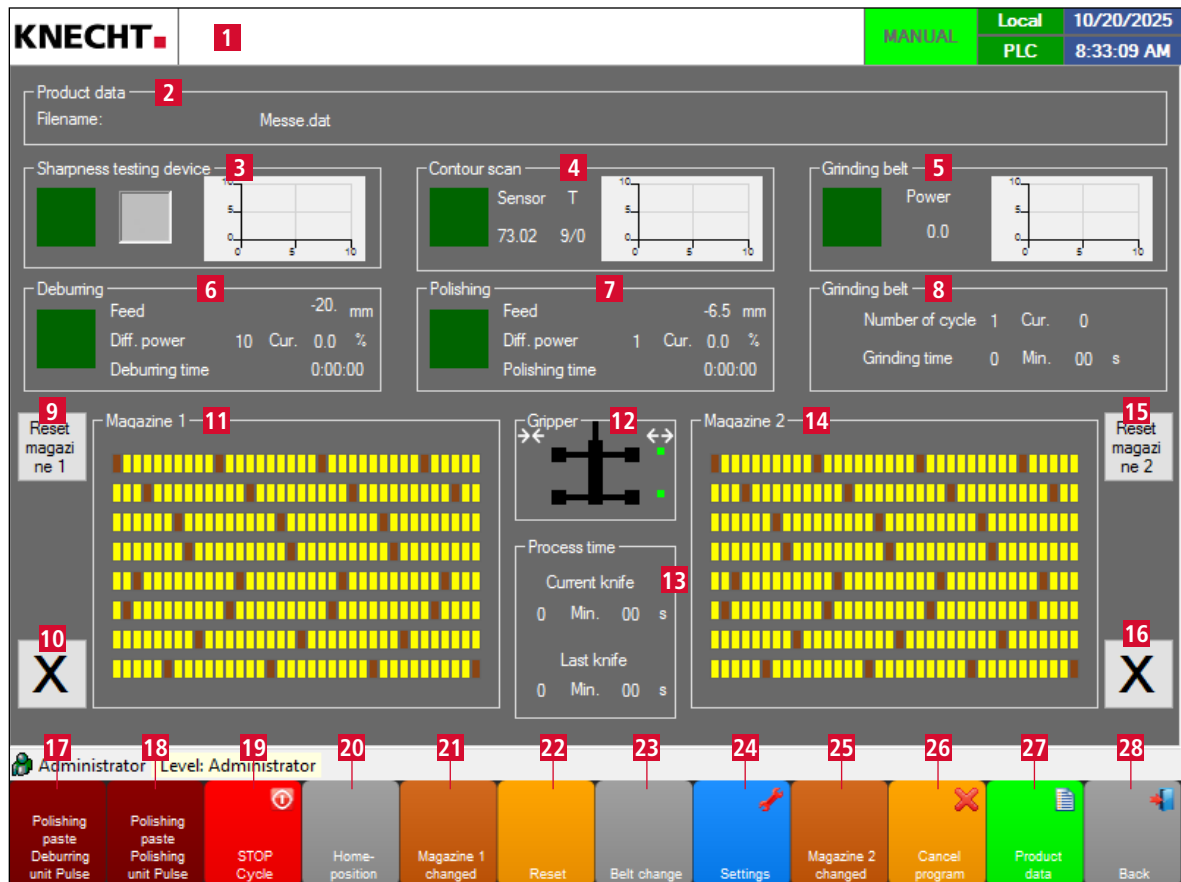 KNECHT
1
MANUAL
Local
10/20/2025
PLC
8:33:09 AM
Product data
2
Filename:
Messe.dat
Sharpness testing device
3
10
5
0
0
5
10
Contour scan
4
Sensor T
73.02 9/0
10
5
0
0
5
10
Grinding belt
5
Power
0.0
10
5
0
0
5
10
Deburring
6
Feed -20. mm
Diff. power 10 Cur. 0.0 %
Deburring time 0:00:00
Polishing
7
Feed -6.5 mm
Diff. power 1 Cur. 0.0 %
Polishing time 0:00:00
Grinding belt
8
Number of cycle 1 Cur. 0
Grinding time 0 Min. 00 s
9
Reset
magazi
ne 1
10
X
Magazine 1
11
Gripper
12
Process time
13
Current knife
0 Min. 00 s
Last knife
0 Min. 00 s
Magazine 2
14
15
Reset
magazi
ne 2
16
X
Administrator
Level: Administrator
17
Polishing
paste
Deburring
unit Pulse
18
Polishing
paste
Polishing
unit Pulse
19
STOP
Cycle
20
Home-
position
21
Magazine 1
changed
22
Reset
23
Belt change
24
Settings
25
Magazine 2
changed
26
Cancel
program
27
Product
data
28
Back